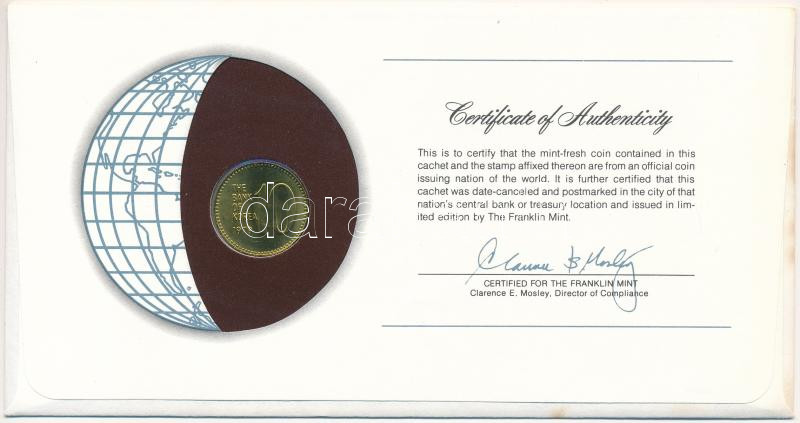 Certificate of Authenticity
This is to certify that the mint-fresh coin contained in this
cachet and the stamp affixed thereon are from an official coin
issuing nation of the world. It is further certified that this
cachet was date-canceled and postmarked in the city of that
nation's central bank or treasury location and issued in lim-
ited edition by The Franklin Mint.
CERTIFIED FOR THE FRANKLIN MINT
Clarence E. Mosley, Director of Compliance
THE
BANK
OF
KOREA
10
darabanth